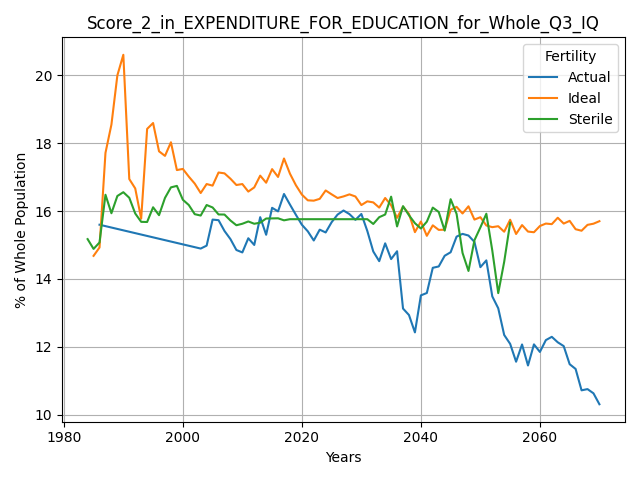 Score_2_in_EXPENDITURE_FOR_EDUCATION_for_Whole_Q3_IQ
% of Whole Population
20
18
16
14
12
10
Fertility
Actual
Ideal
Sterile
1980
2000
2020
2040
2060
Years